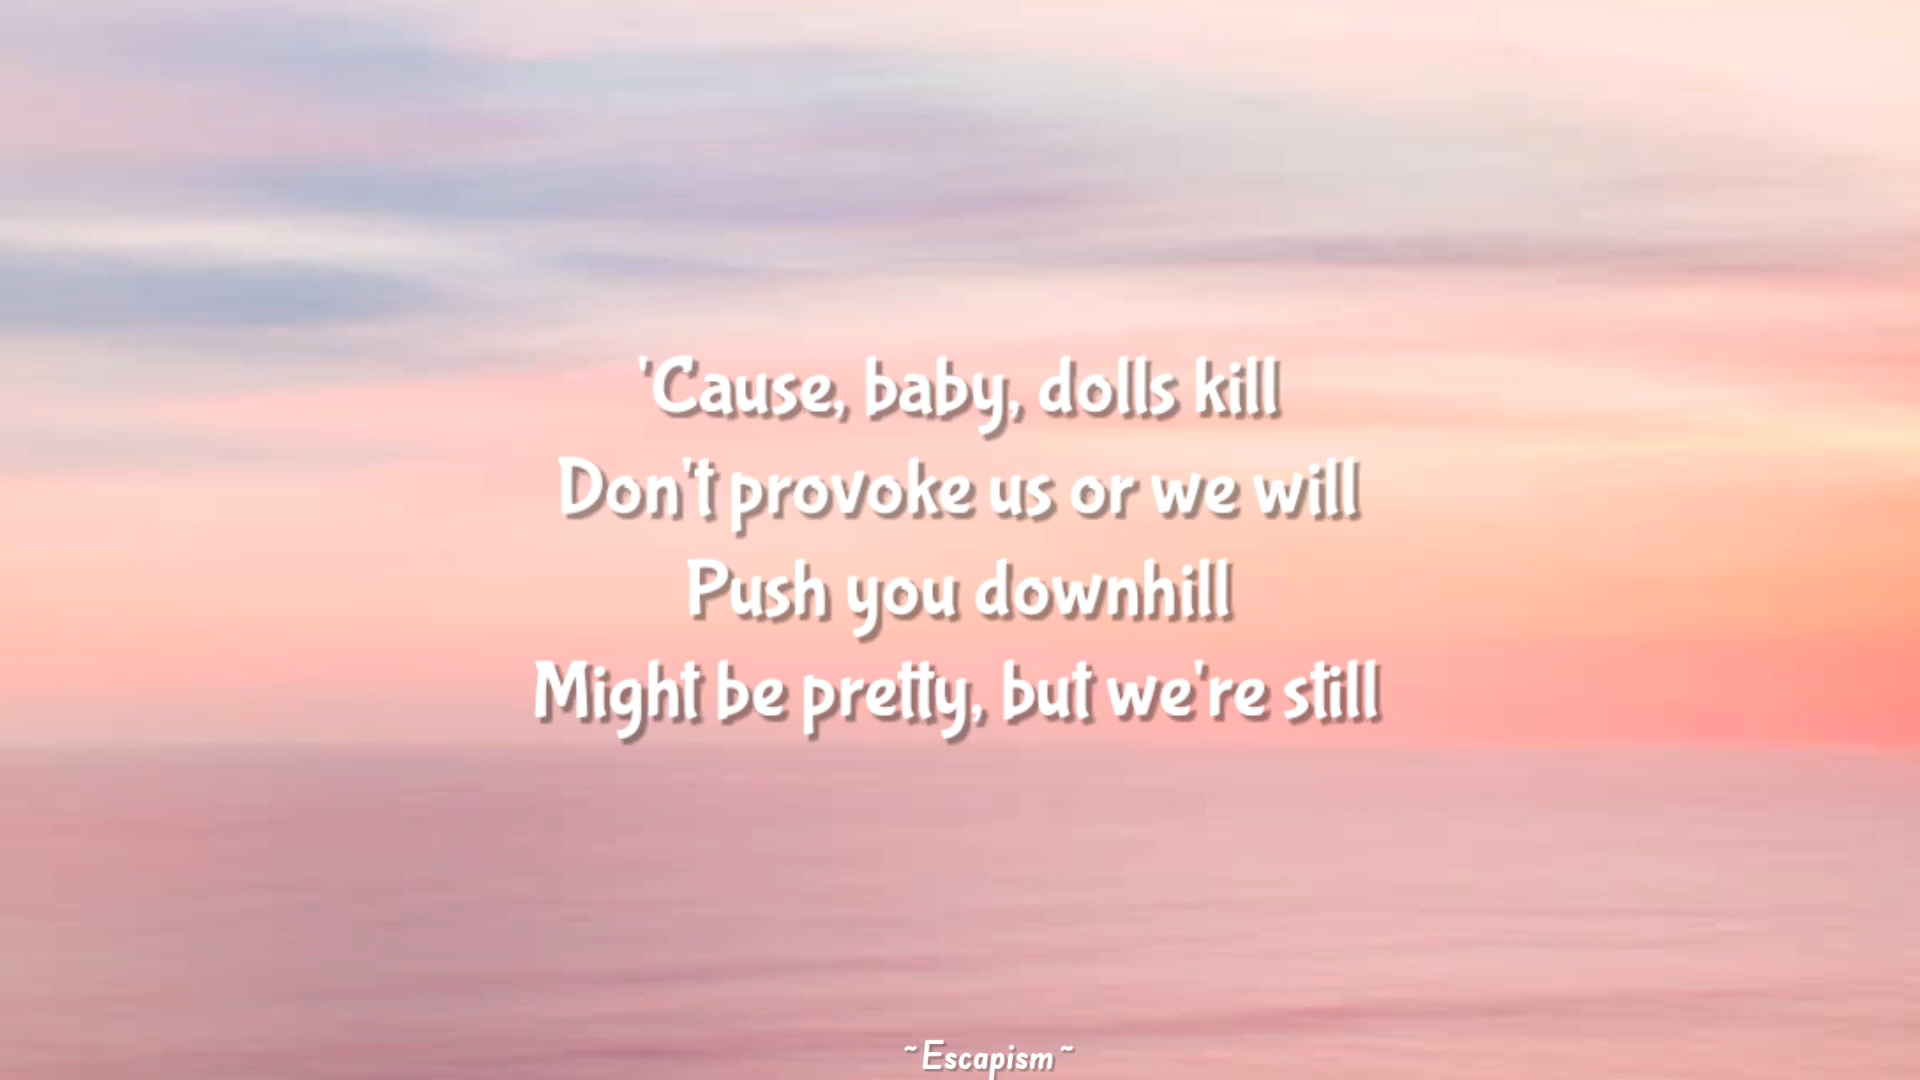 'Cause, baby, dolls kill
Don't provoke us or we will
Push you downhill
Might be pretty, but we're still
~Escapism~